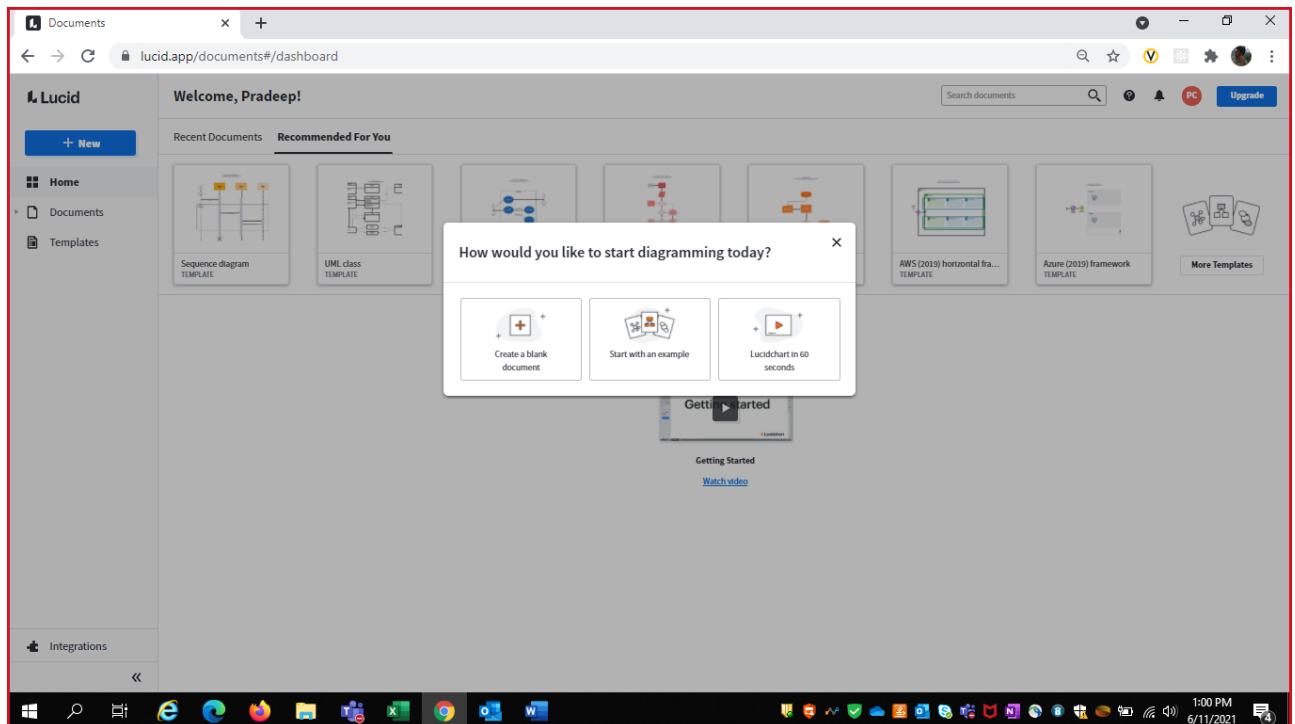 Documents
lucid.app/documents#/dashboard
Lucid
Welcome, Pradeep!
Search documents
PC
Upgrade
+ New
Recent Documents
Recommended For You
Home
Documents
Templates
Sequence diagram
TEMPLATE
UML class
TEMPLATE
AWS (2019) horizontal fra...
TEMPLATE
Azure (2019) framework
TEMPLATE
More Templates
How would you like to start diagramming today?
Create a blank
document
Start with an example
Lucidchart in 60
seconds
Getting started
Lucidchart
Getting Started
Watch video
Integrations
1:00 PM
6/11/2021